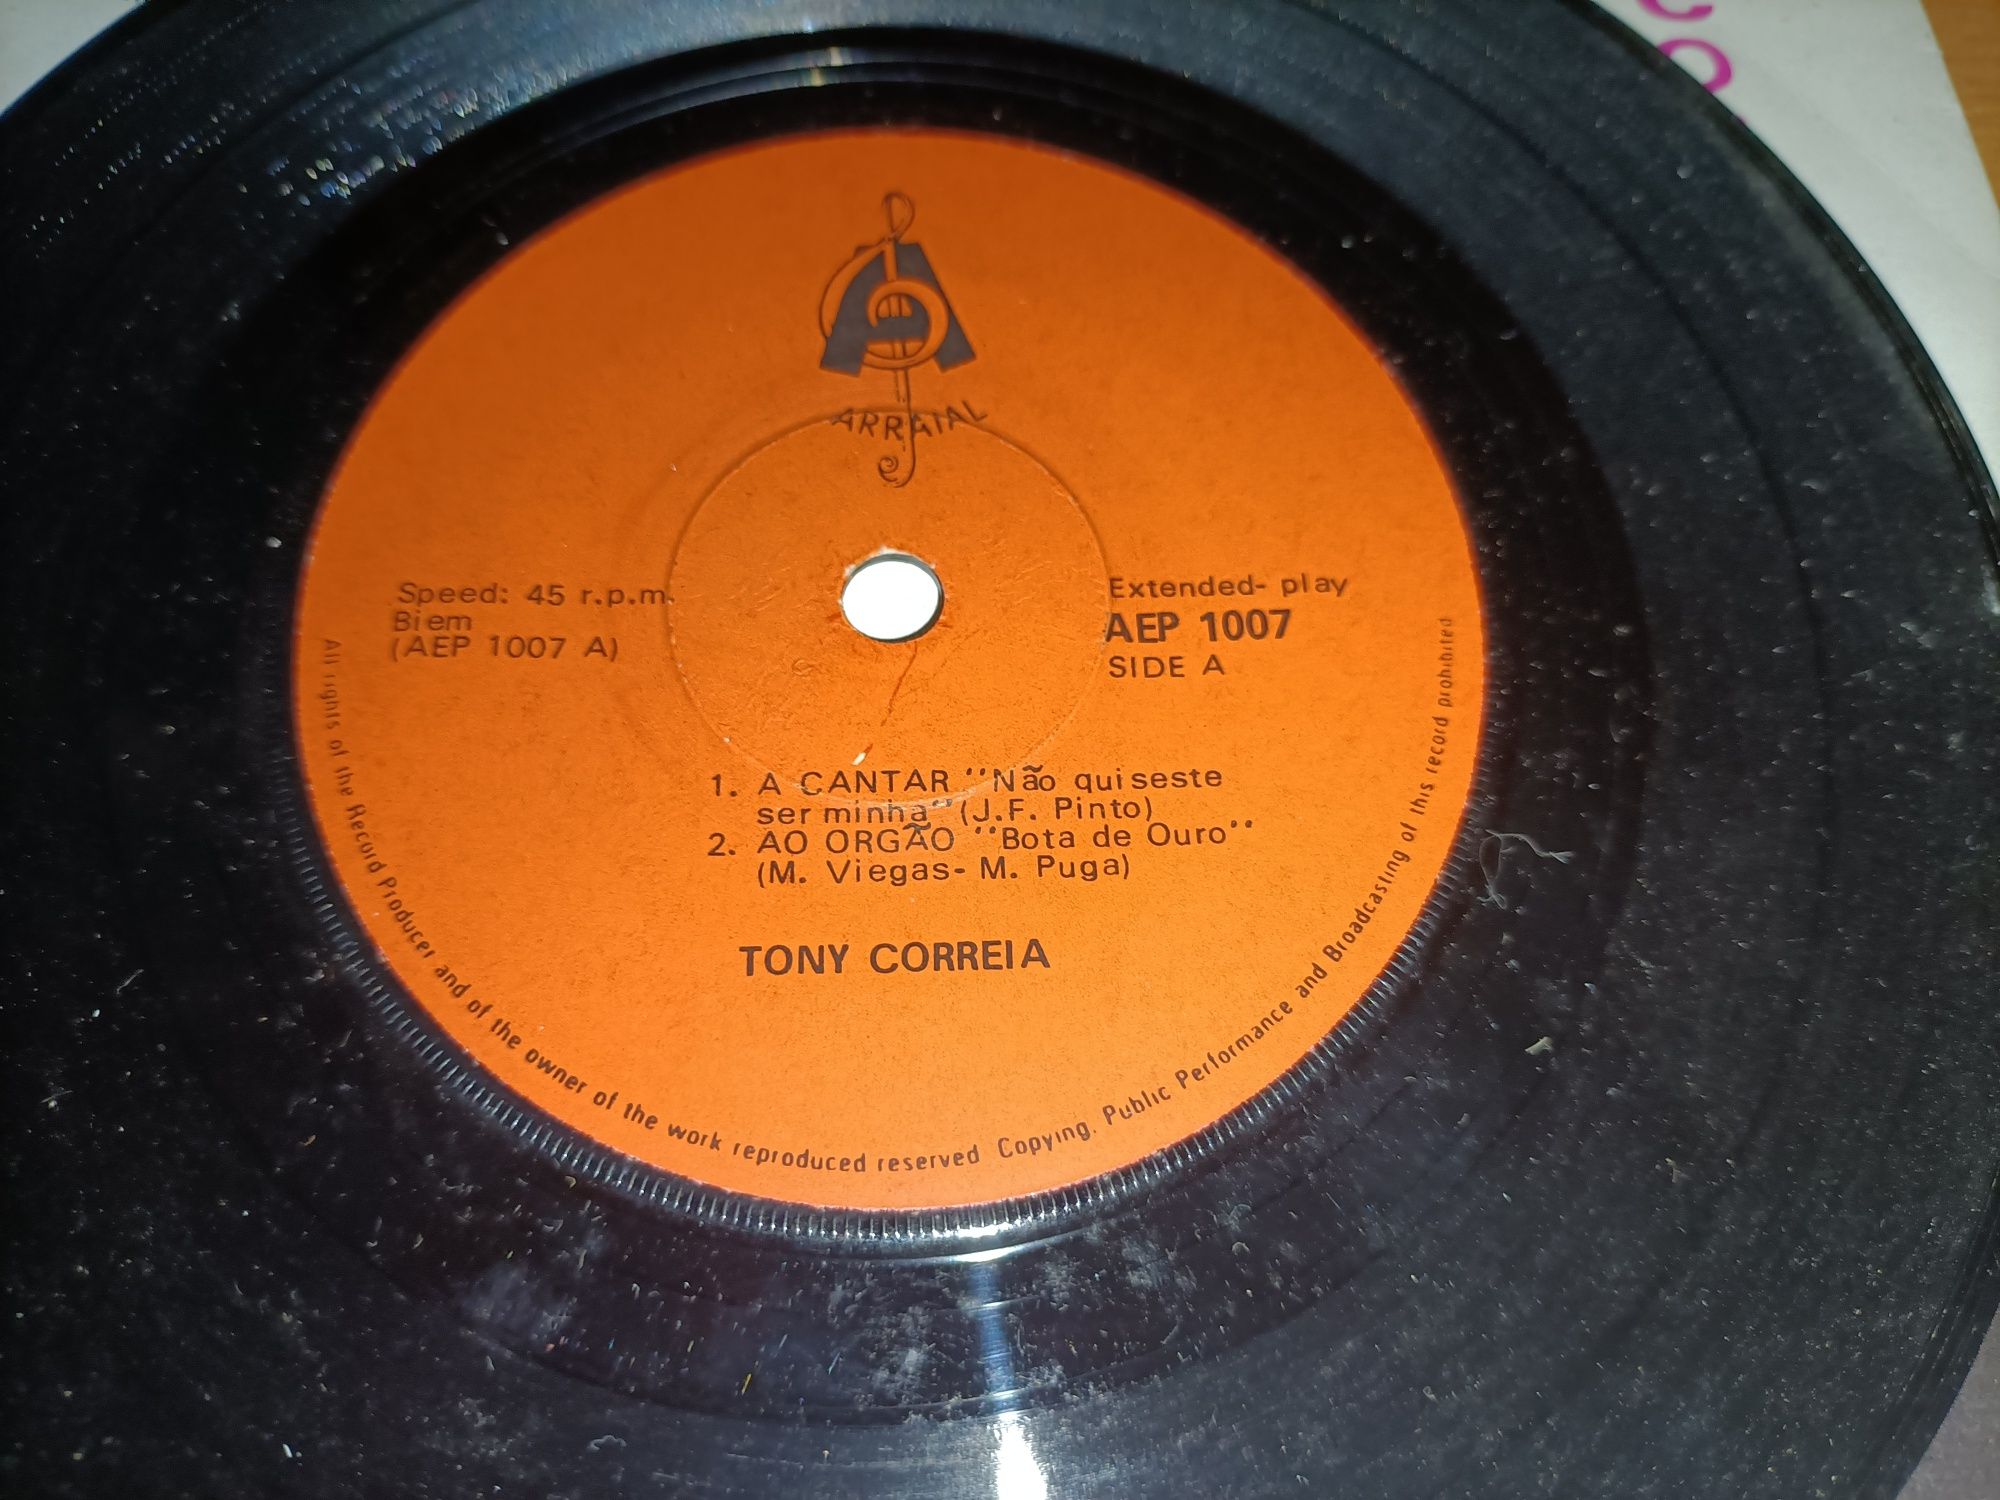 ARRAIAL
Speed: 45 r.p.m.
Biem
(AEP 1007 A)
Extended- play
AEP 1007
SIDE A
1. A CANTAR "Não quiseste
ser minha" (J.F. Pinto)
2. AO ORGÃO "Bota de Ouro"
(M. Viegas- M. Puga)
TONY CORREIA
All rights of the Record Producer and of the owner of the work reproduced reserved Copying, Public Performance and Broadcasting of this record prohibited